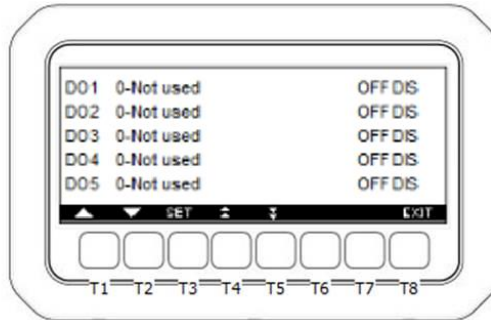 DO1 0-Not used OFF DIS
DO2 0-Not used OFF DIS
DO3 0-Not used OFF DIS
DO4 0-Not used OFF DIS
DO5 0-Not used OFF DIS
SET EXIT
T1 T2 T3 T4 T5 T6 T7 T8